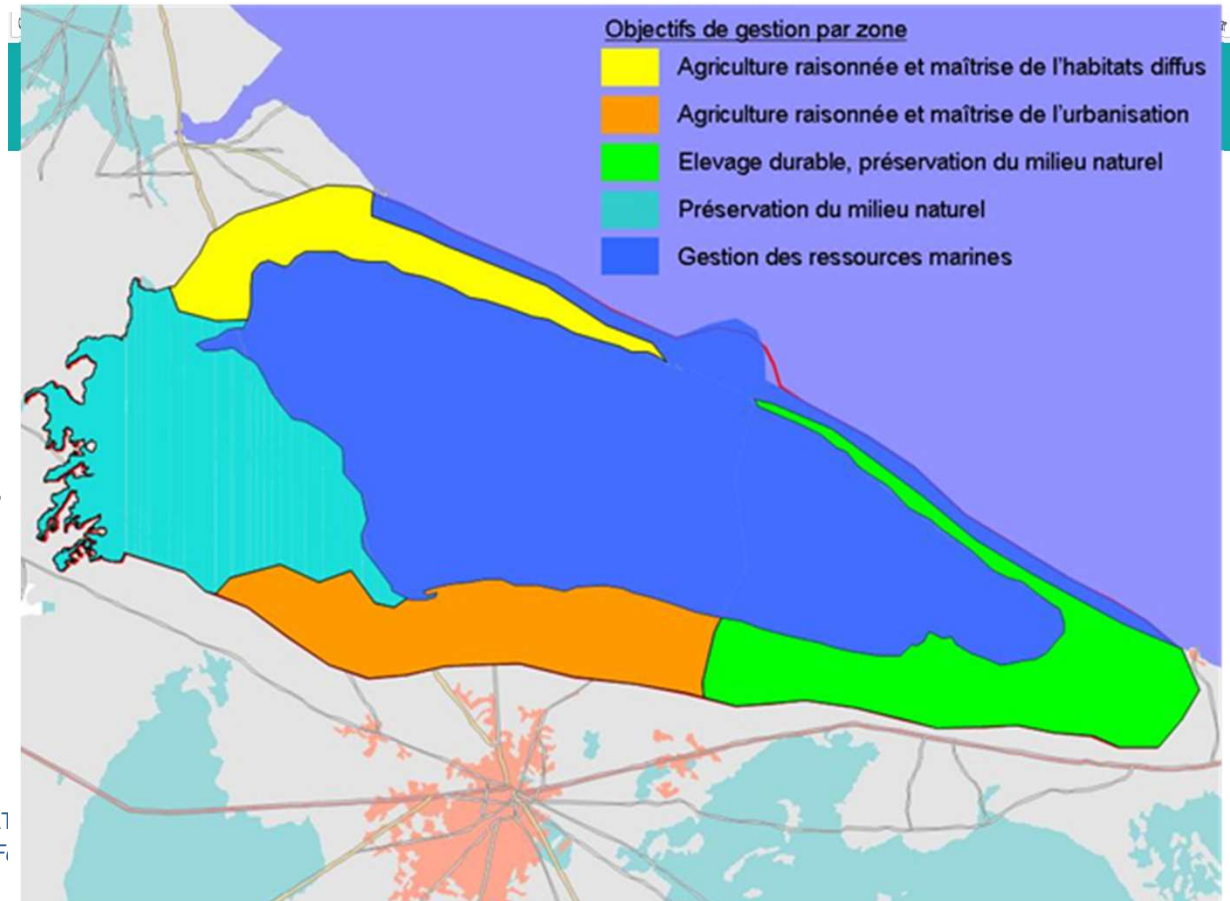 Objectifs de gestion par zone
Agriculture raisonnée et maîtrise de l'habitats diffus
Agriculture raisonnée et maîtrise de l'urbanisation
Elevage durable, préservation du milieu naturel
Préservation du milieu naturel
Gestion des ressources marines